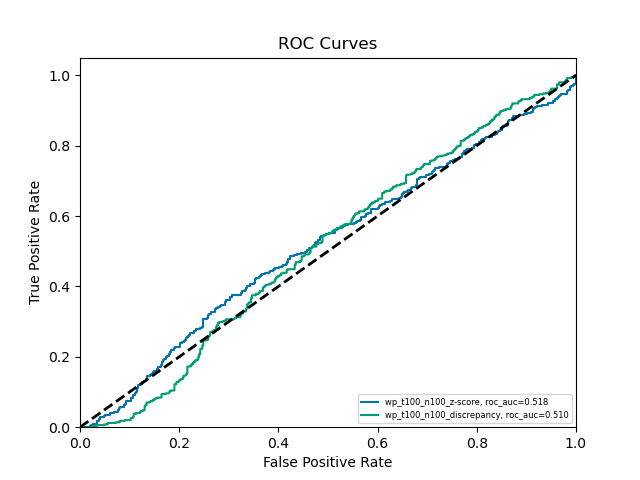 ROC Curves
True Positive Rate
1.0
0.8
0.6
0.4
0.2
0.0
0.0 0.2 0.4 0.6 0.8 1.0
False Positive Rate
wp_t100_n100_z-score, roc_auc=0.518
wp_t100_n100_discrepancy, roc_auc=0.510